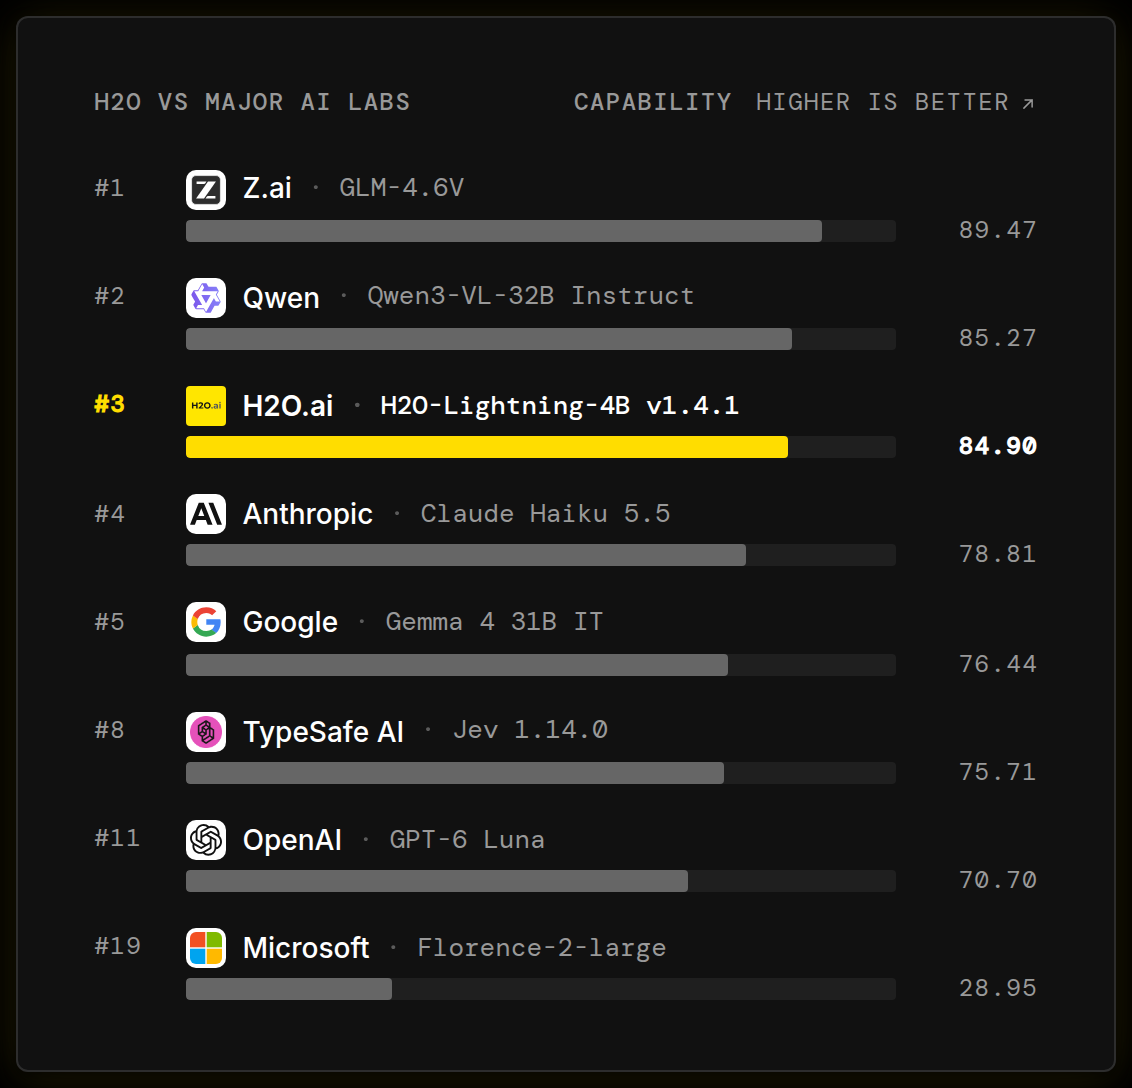 H2O VS MAJOR AI LABS CAPABILITY HIGHER IS BETTER ↗
#1 Z.ai · GLM-4.6V
89.47
#2 Qwen · Qwen3-VL-32B Instruct
85.27
#3 H2O.ai H2O.ai · H2O-Lightning-4B v1.4.1
84.90
#4 Anthropic · Claude Haiku 5.5
78.81
#5 Google · Gemma 4 31B IT
76.44
#8 TypeSafe AI · Jev 1.14.0
75.71
#11 OpenAI · GPT-6 Luna
70.70
#19 Microsoft · Florence-2-large
28.95